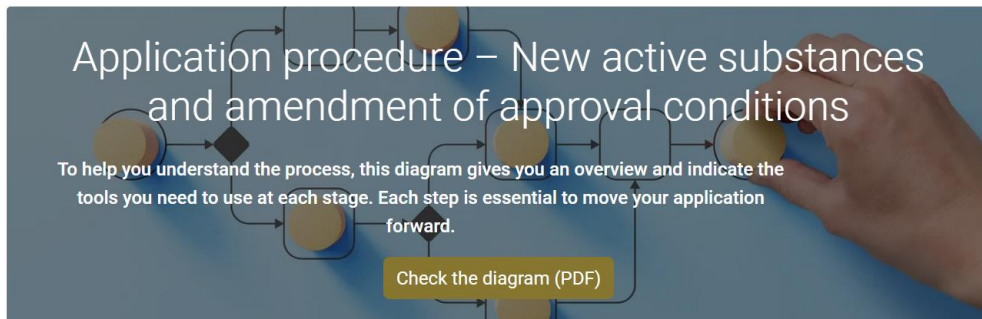 Application procedure – New active substances
and amendment of approval conditions
To help you understand the process, this diagram gives you an overview and indicate the
tools you need to use at each stage. Each step is essential to move your application
forward.
Check the diagram (PDF)